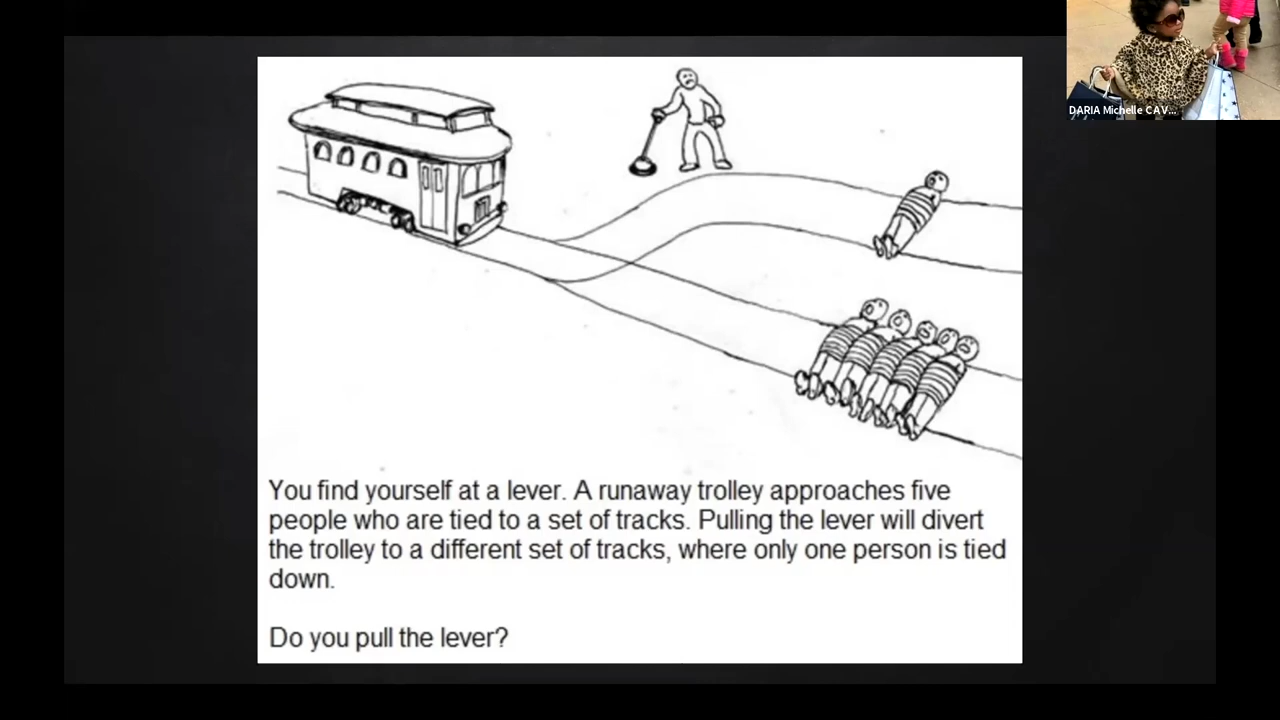 DARIA Michelle CAV...
You find yourself at a lever. A runaway trolley approaches five
people who are tied to a set of tracks. Pulling the lever will divert
the trolley to a different set of tracks, where only one person is tied
down.
Do you pull the lever?